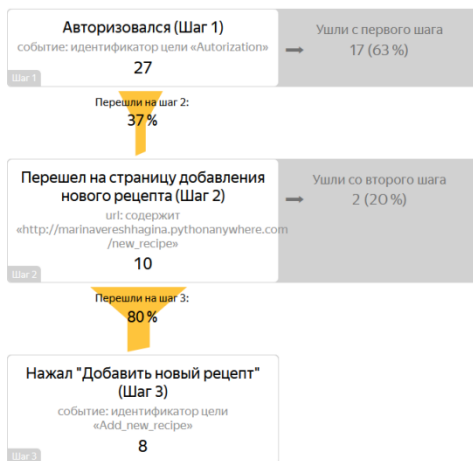 Авторизовался (Шаг 1)
событие: идентификатор цели «Autorization»
27
Шаг 1
Ушли с первого шага
17 (63 %)
Перешли на шаг 2:
37 %
Перешел на страницу добавления
нового рецепта (Шаг 2)
url: содержит
«http://marinavereshhagina.pythonanywhere.com
/new_recipe»
10
Шаг 2
Ушли со второго шага
2 (20 %)
Перешли на шаг 3:
80 %
Нажал "Добавить новый рецепт"
(Шаг 3)
событие: идентификатор цели
«Add_new_recipe»
8
Шаг 3